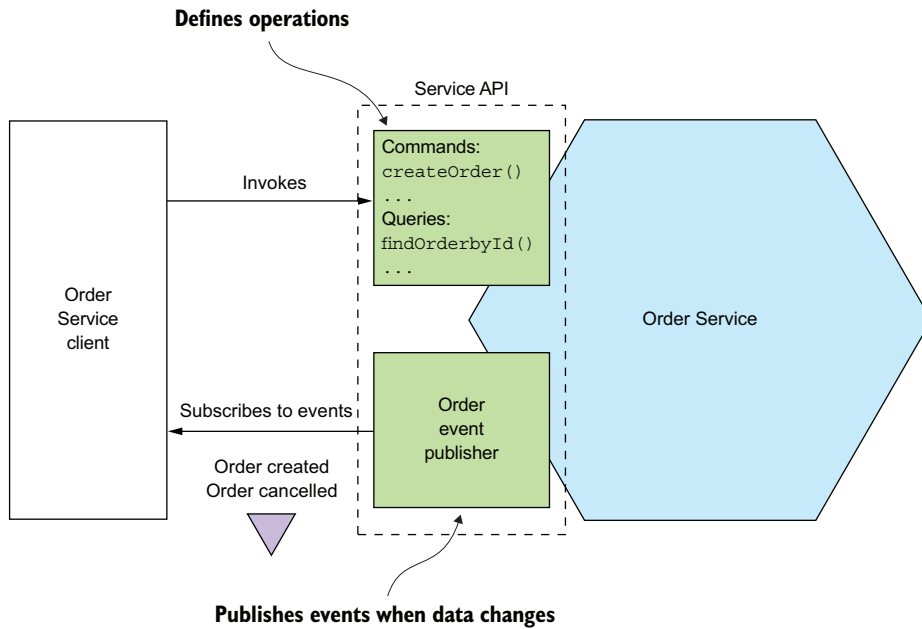 Defines operations
Service API
Commands:
createOrder()
...
Queries:
findOrderbyId()
...
Invokes
Order
Service
client
Order Service
Subscribes to events
Order
event
publisher
Order created
Order cancelled
Publishes events when data changes